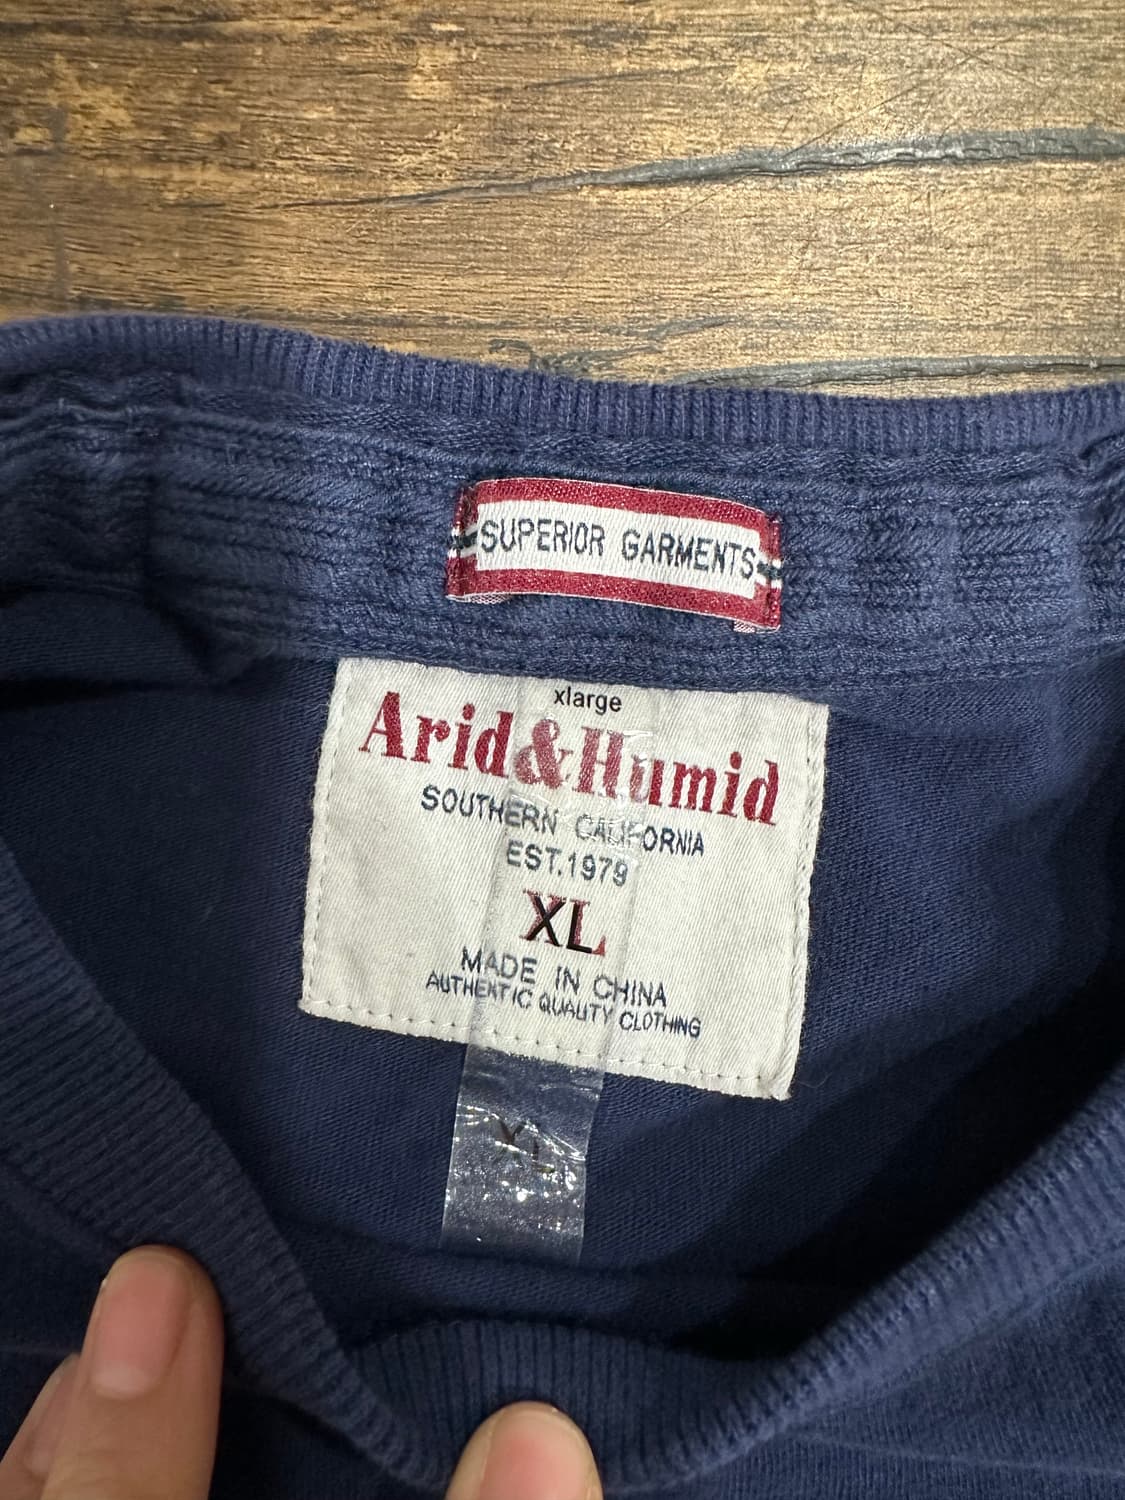 SUPERIOR GARMENTS
xlarge
Arid&Humid
SOUTHERN CALIFORNIA
EST.1979
XL
MADE IN CHINA
AUTHENTIC QUALITY CLOTHING
XL